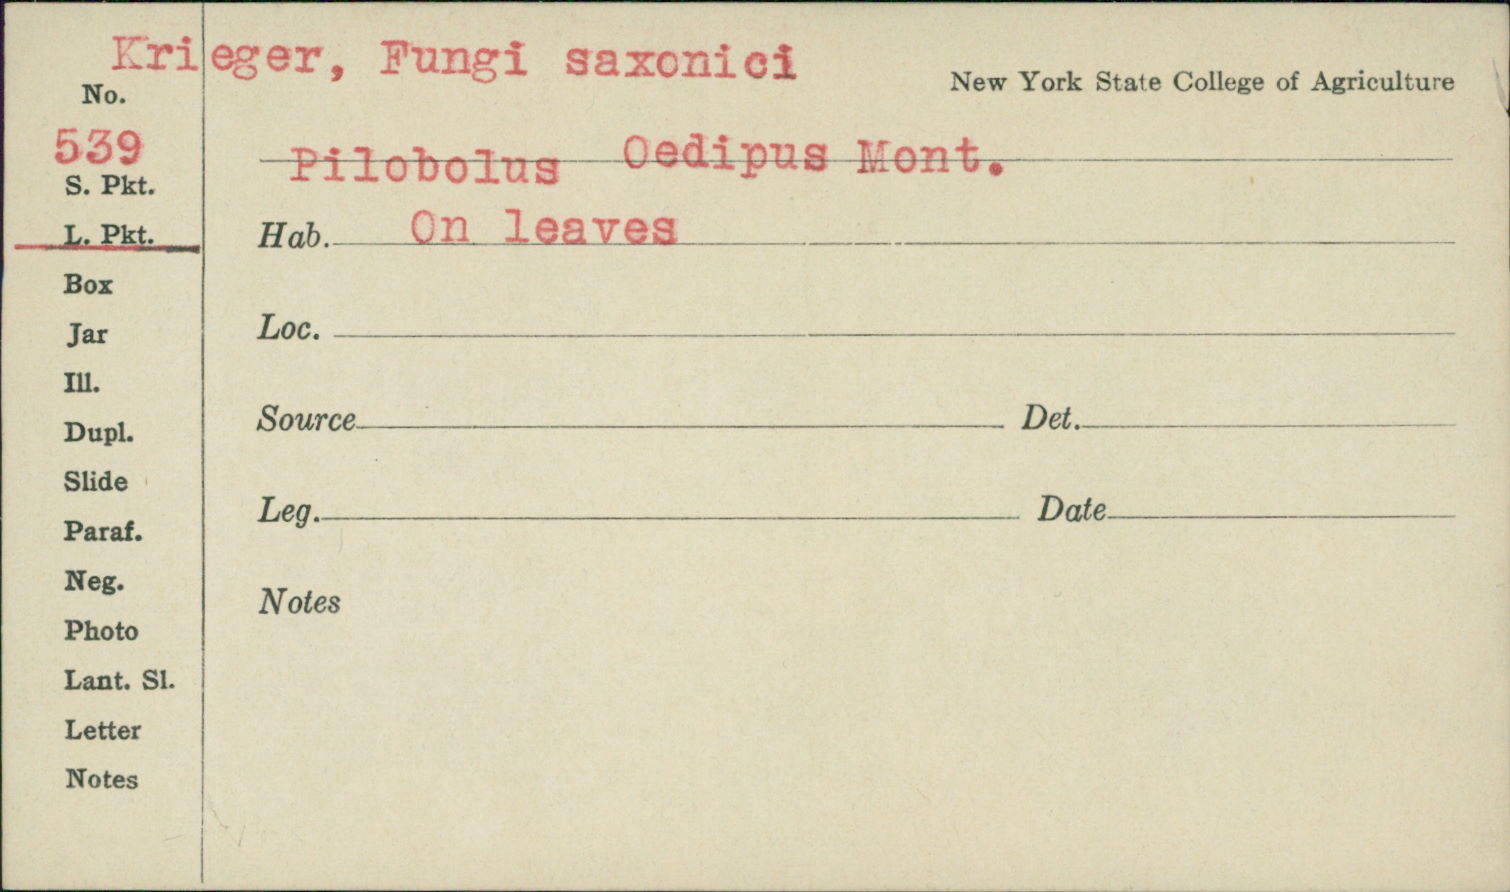 Krieger, Fungi saxonici
New York State College of Agriculture
No.
539
Pilobolus Oedipus Mont.
S. Pkt.
L. Pkt.
Hab. On leaves
Box
Jar
Loc.
Ill.
Dupl.
Source Det.
Slide
Paraf.
Leg. Date
Neg.
Notes
Photo
Lant. Sl.
Letter
Notes